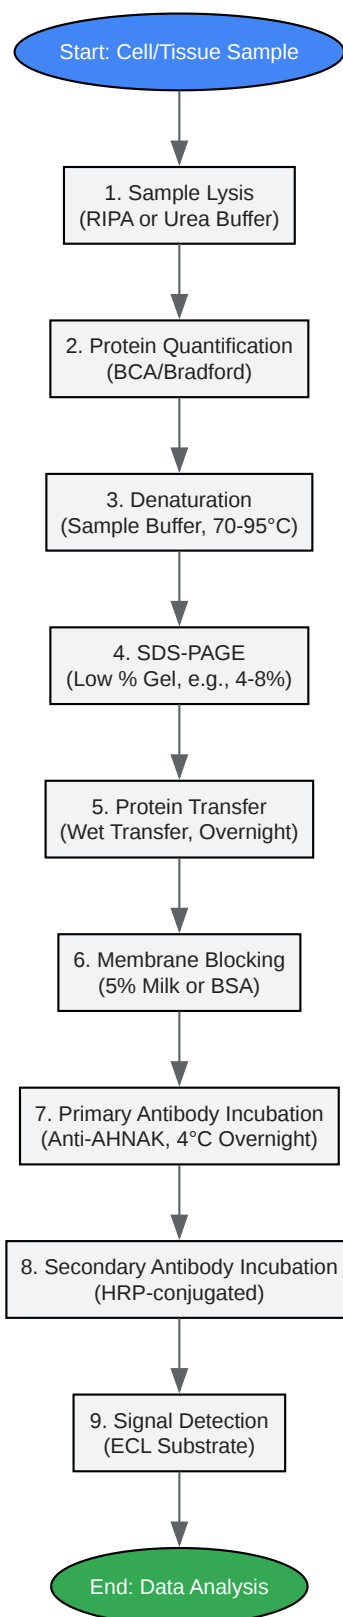 Start: Cell/Tissue Sample
1. Sample Lysis
(RIPA or Urea Buffer)
2. Protein Quantification
(BCA/Bradford)
3. Denaturation
(Sample Buffer, 70-95°C)
4. SDS-PAGE
(Low % Gel, e.g., 4-8%)
5. Protein Transfer
(Wet Transfer, Overnight)
6. Membrane Blocking
(5% Milk or BSA)
7. Primary Antibody Incubation
(Anti-AHNAK, 4°C Overnight)
8. Secondary Antibody Incubation
(HRP-conjugated)
9. Signal Detection
(ECL Substrate)
End: Data Analysis